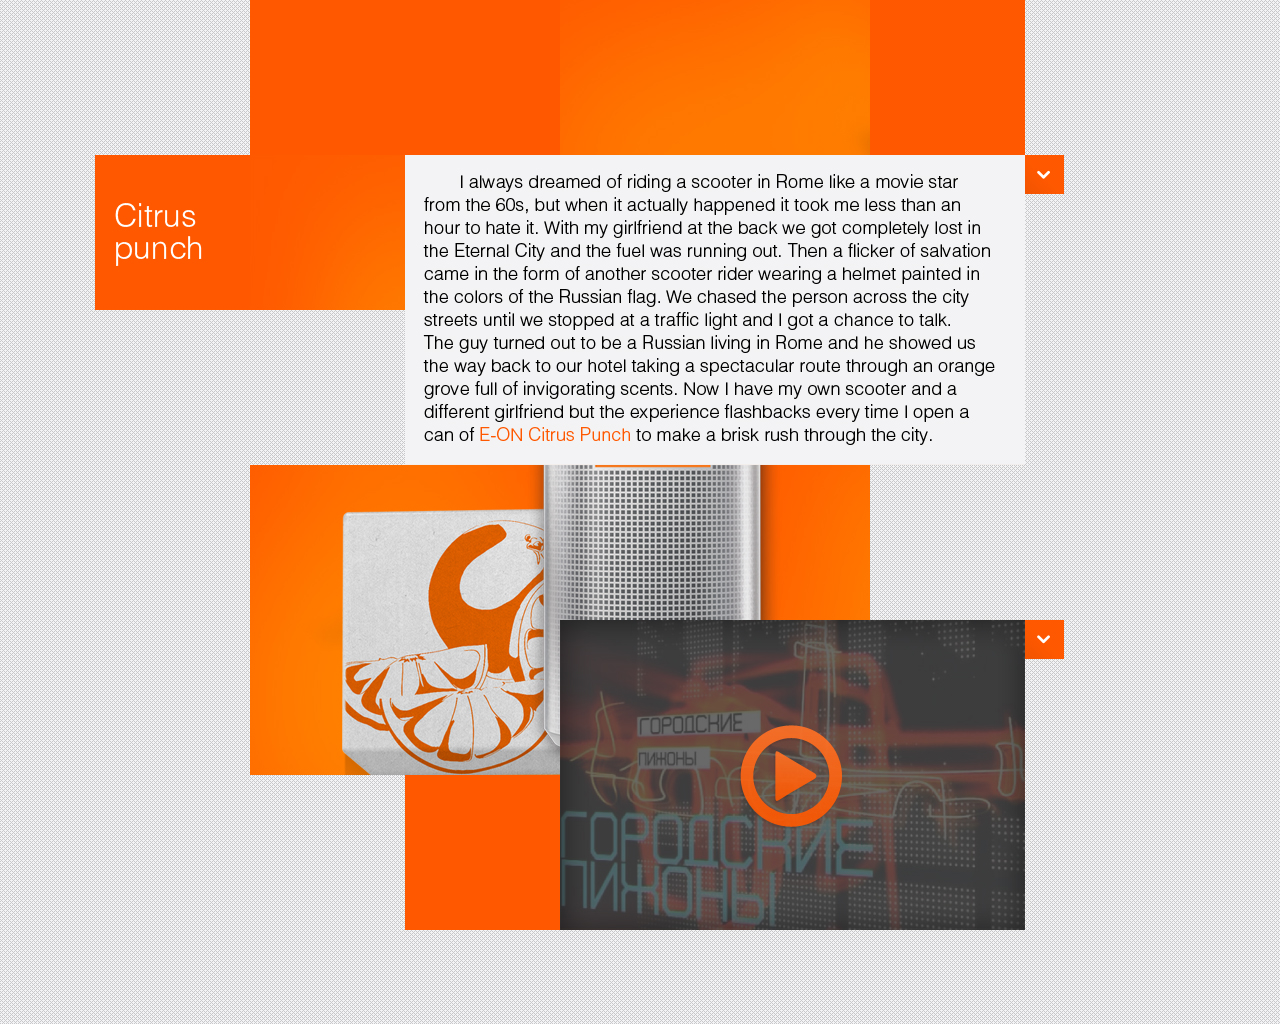 Citrus
punch
I always dreamed of riding a scooter in Rome like a movie star
from the 60s, but when it actually happened it took me less than an
hour to hate it. With my girlfriend at the back we got completely lost in
the Eternal City and the fuel was running out. Then a flicker of salvation
came in the form of another scooter rider wearing a helmet painted in
the colors of the Russian flag. We chased the person across the city
streets until we stopped at a traffic light and I got a chance to talk.
The guy turned out to be a Russian living in Rome and he showed us
the way back to our hotel taking a spectacular route through an orange
grove full of invigorating scents. Now I have my own scooter and a
different girlfriend but the experience flashbacks every time I open a
can of E-ON Citrus Punch to make a brisk rush through the city.
ГОРОДСКИЕ
ПИЖОНЫ
ГОРОДСКИЕ
ПИЖОНЫ